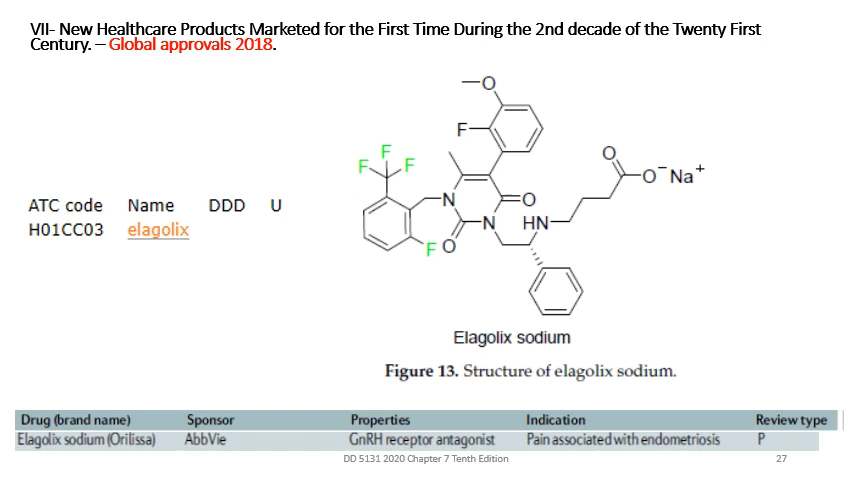 VII- New Healthcare Products Marketed for the First Time During the 2nd decade of the Twenty First
Century. – Global approvals 2018.
O
F
F
F
F
O
O⁻ Na⁺
N
O
N
HN
F
O
ATC code Name DDD U
H01CC03 elagolix
Elagolix sodium
Figure 13. Structure of elagolix sodium.
Drug (brand name) Sponsor Properties Indication Review type
Elagolix sodium (Orilissa) AbbVie GnRH receptor antagonist Pain associated with endometriosis P
DD 5131 2020 Chapter 7 Tenth Edition 27